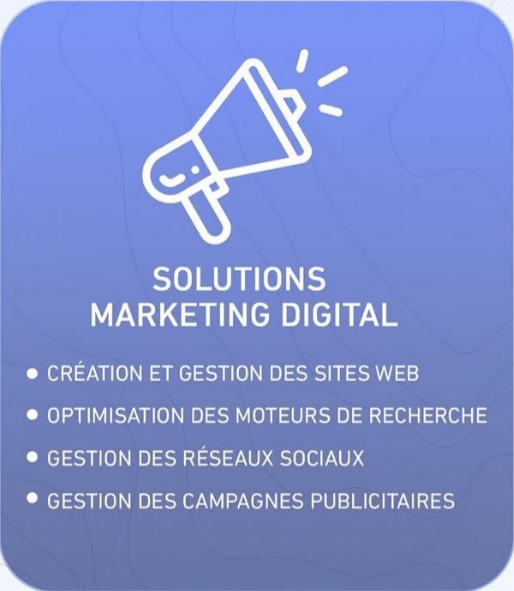 SOLUTIONS
MARKETING DIGITAL
• CRÉATION ET GESTION DES SITES WEB
• OPTIMISATION DES MOTEURS DE RECHERCHE
• GESTION DES RÉSEAUX SOCIAUX
• GESTION DES CAMPAGNES PUBLICITAIRES